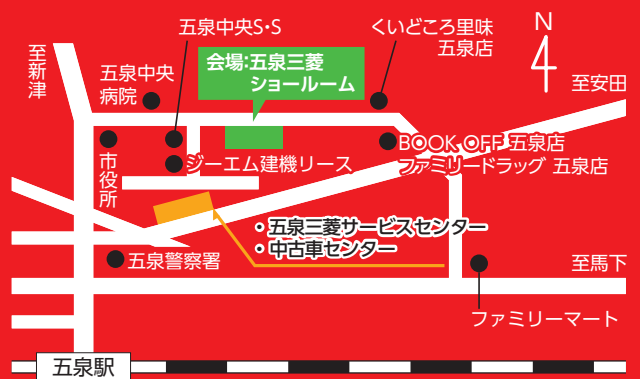 五泉中央S・S
くいどころ里味
五泉店
N
至新津
会場:五泉三菱
ショールーム
五泉中央
病院
至安田
BOOK OFF 五泉店
ファミリードラッグ 五泉店
市役所
ジーエム建機リース
・五泉三菱サービスセンター
・中古車センター
五泉警察署
至馬下
ファミリーマート
五泉駅